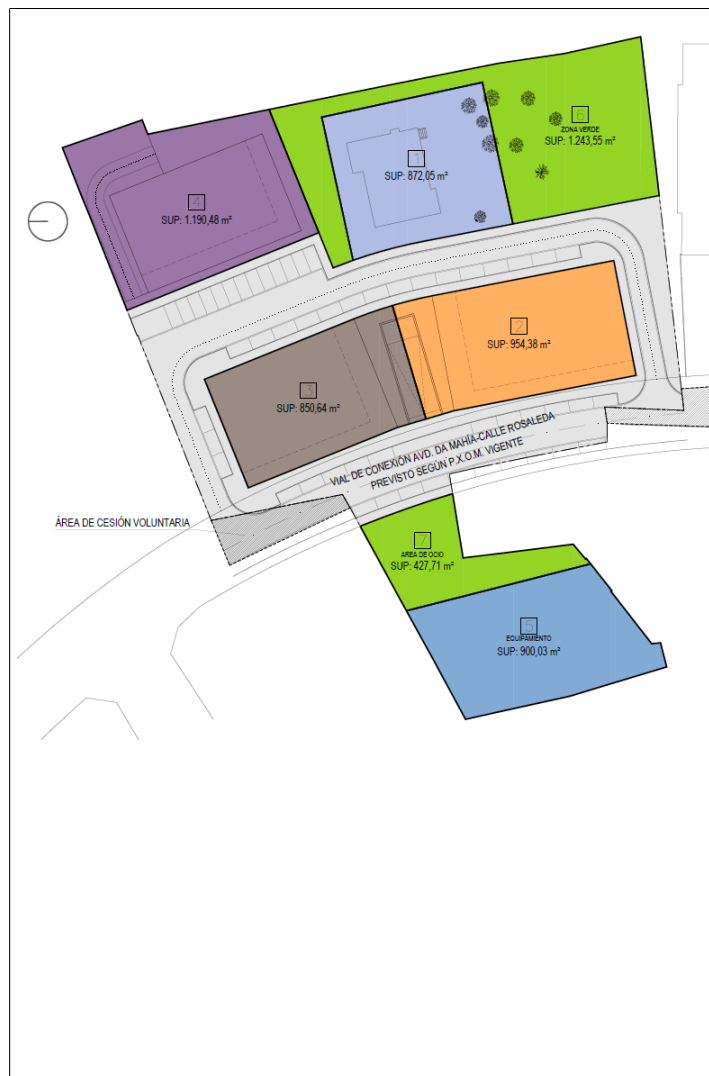 6
ZONA VERDE
SUP: 1.243,55 m²
1
SUP: 872,05 m²
4
SUP: 1.190,48 m²
2
SUP: 954,38 m²
3
SUP: 850,64 m²
VIAL DE CONEXIÓN AVD. DA MAHÍA-CALLE ROSALEDA
PREVISTO SEGÚN P.X.O.M. VIGENTE
ÁREA DE CESIÓN VOLUNTARIA
7
AREA DE OCIO
SUP: 427,71 m²
5
EQUIPAMIENTO
SUP: 900,03 m²